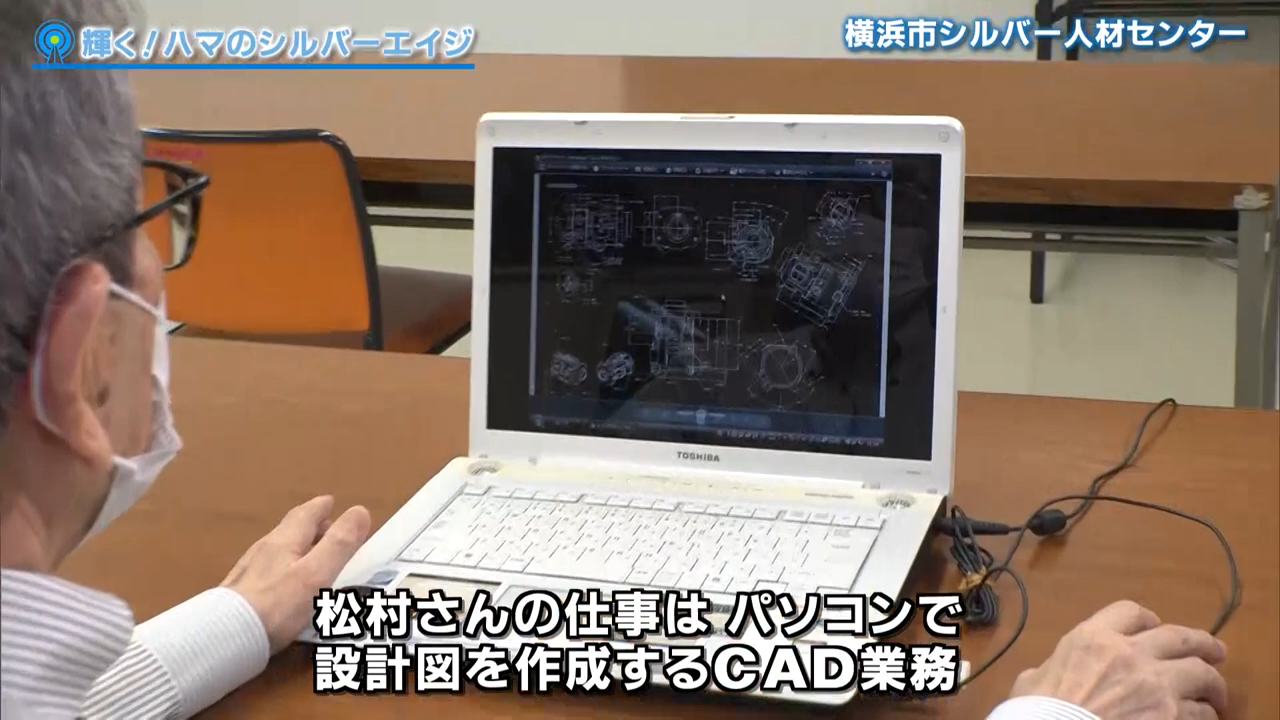 輝く!ハマのシルバーエイジ
横浜市シルバー人材センター
TOSHIBA
松村さんの仕事は パソコンで
設計図を作成するCAD業務